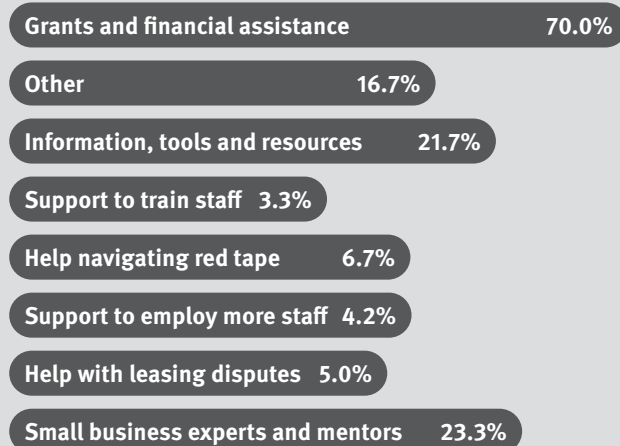 Grants and financial assistance 70.0%
Other 16.7%
Information, tools and resources 21.7%
Support to train staff 3.3%
Help navigating red tape 6.7%
Support to employ more staff 4.2%
Help with leasing disputes 5.0%
Small business experts and mentors 23.3%